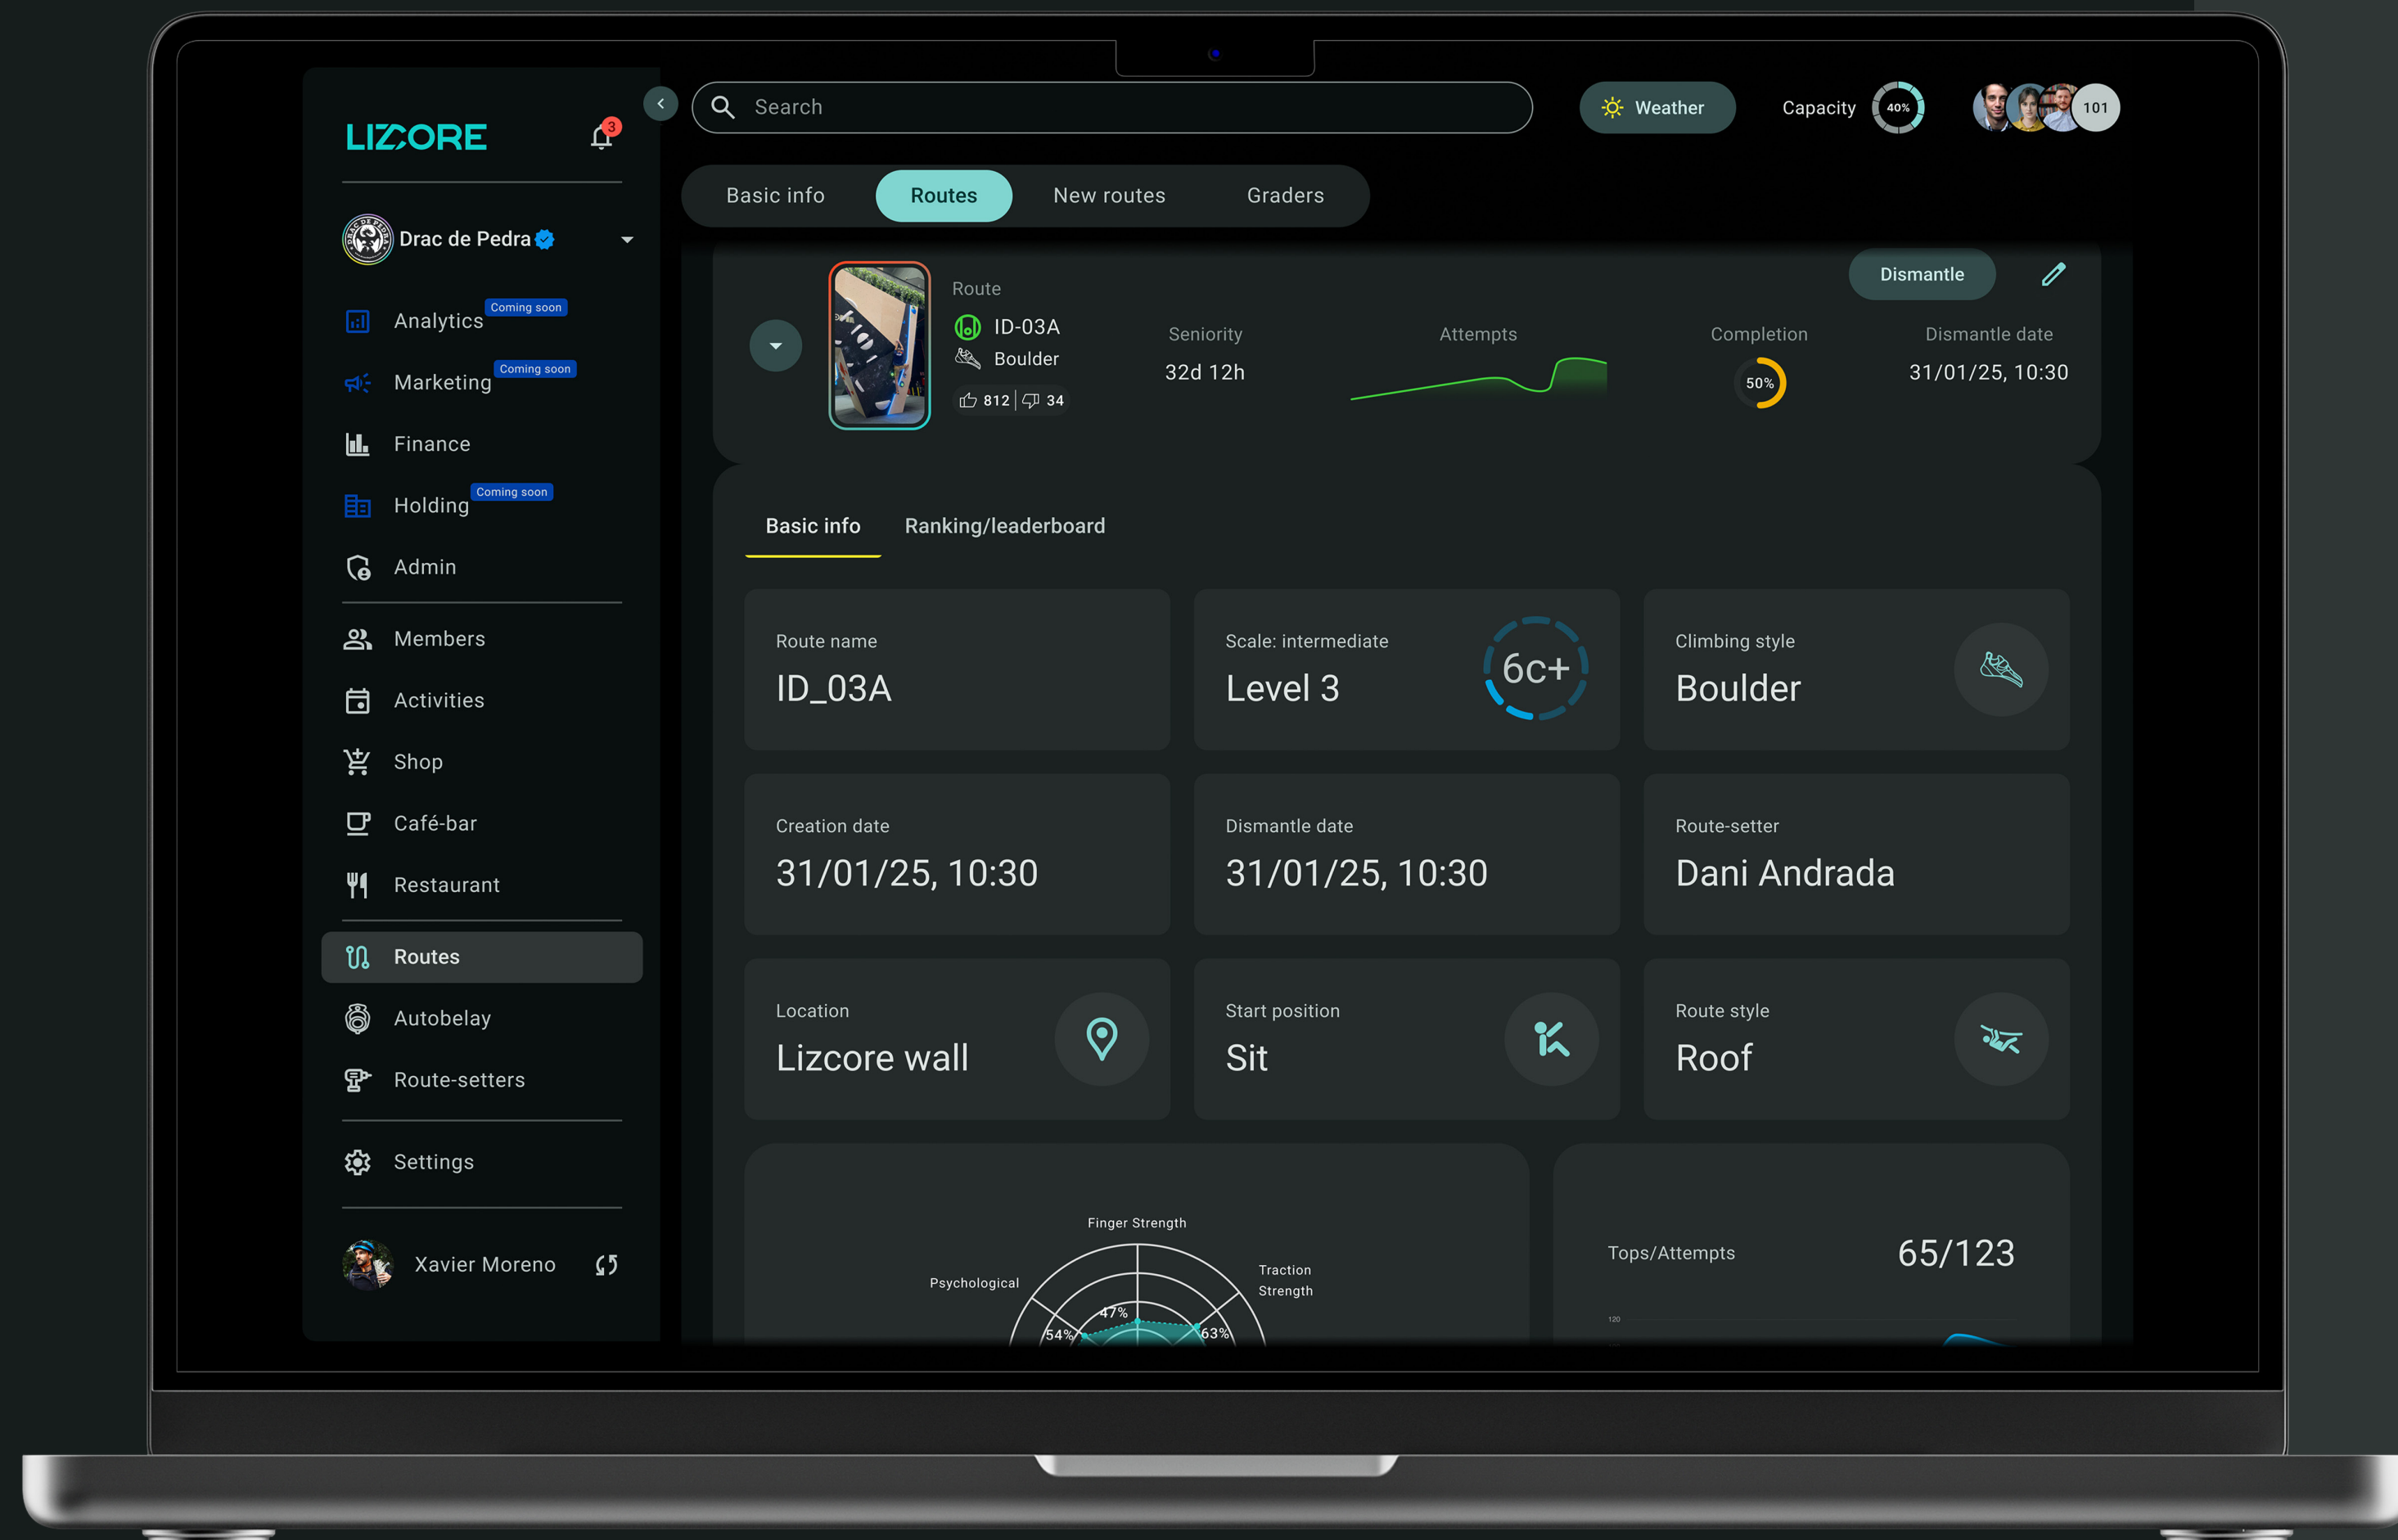 LIZCORE
3
Drac de Pedra
Analytics
Coming soon
Marketing
Coming soon
Finance
Holding
Coming soon
Admin
Members
Activities
Shop
Café-bar
Restaurant
Routes
Autobelay
Route-setters
Settings
Xavier Moreno
Search
Weather
Capacity
40%
101
Basic info
Routes
New routes
Graders
Route
ID-03A
Boulder
812
34
Seniority
32d 12h
Attempts
Completion
50%
Dismantle
Dismantle date
31/01/25, 10:30
Basic info
Ranking/leaderboard
Route name
ID_03A
Scale: intermediate
Level 3
6c+
Climbing style
Boulder
Creation date
31/01/25, 10:30
Dismantle date
31/01/25, 10:30
Route-setter
Dani Andrada
Location
Lizcore wall
Start position
Sit
Route style
Roof
Finger Strength
Psychological
Traction
Strength
47%
54%
63%
Tops/Attempts
65/123
120